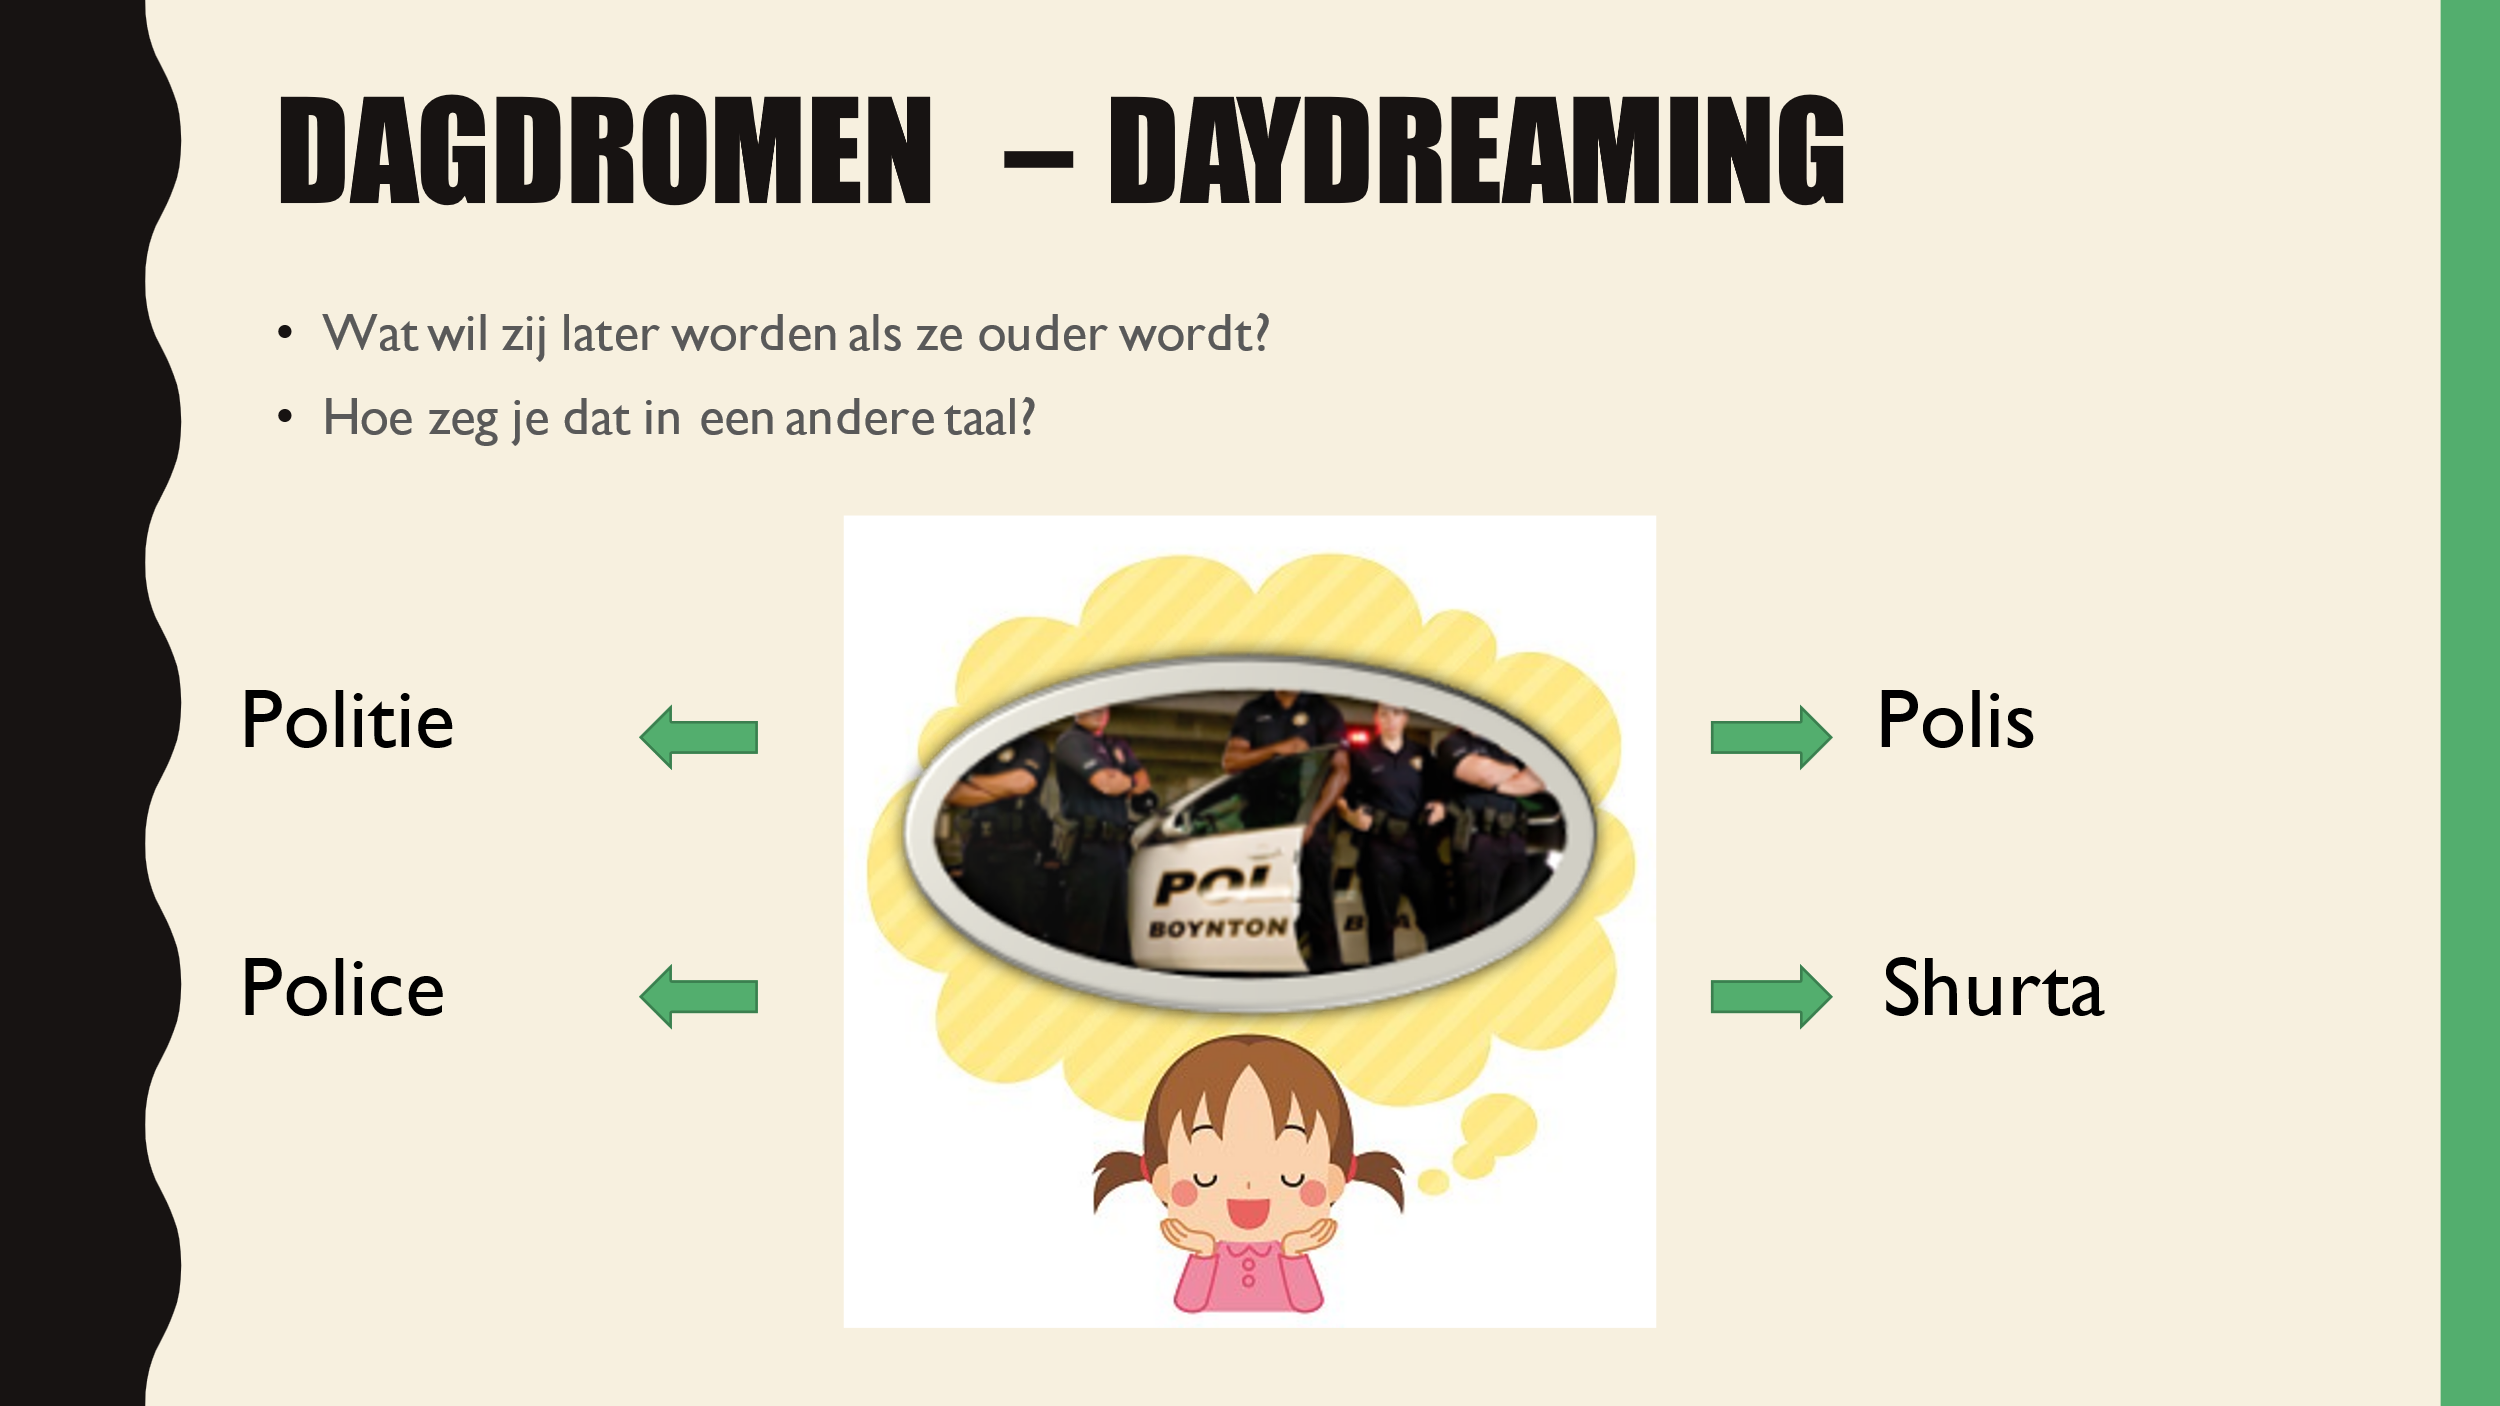 DAGDROMEN – DAYDREAMING
• Wat wil zij later worden als ze ouder wordt?
• Hoe zeg je dat in een andere taal?
Politie
Polis
POL
BOYNTON
Police
Shurta